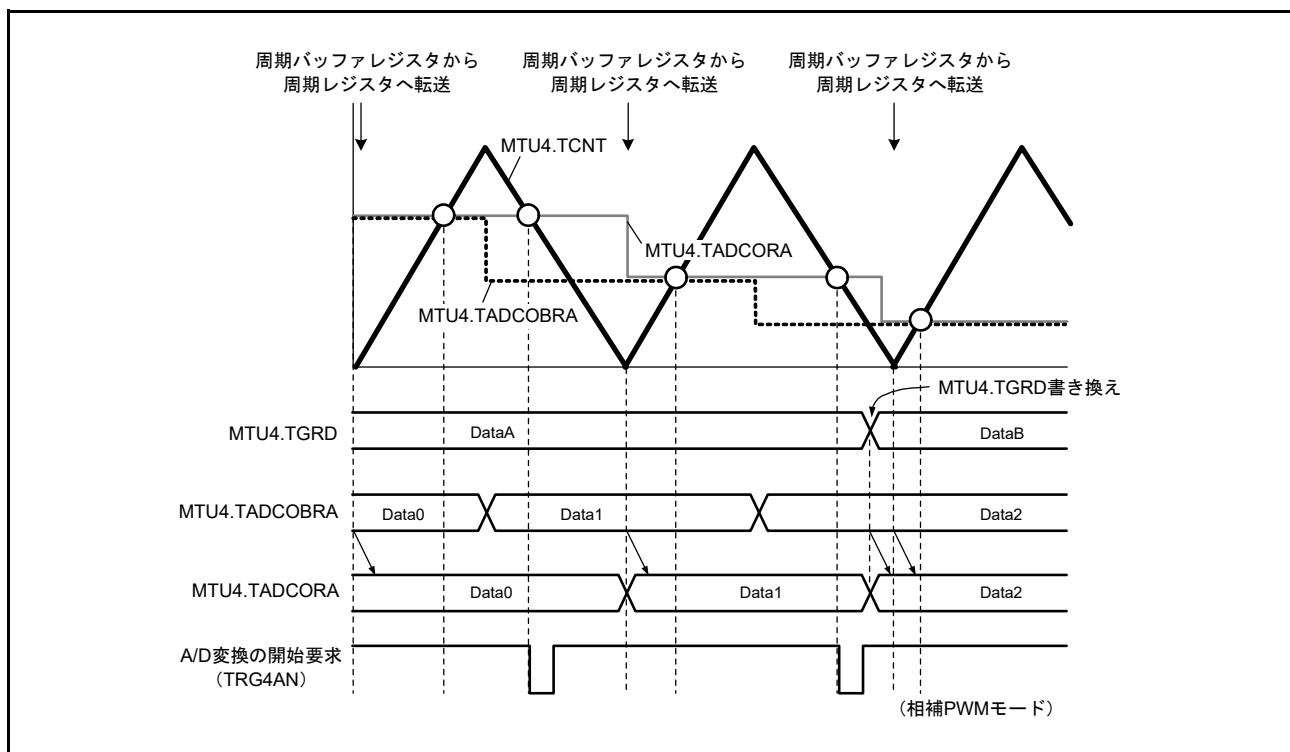 周期バッファレジスタから
周期レジスタへ転送
周期バッファレジスタから
周期レジスタへ転送
周期バッファレジスタから
周期レジスタへ転送
MTU4.TCNT
MTU4.TADCORA
MTU4.TADCOBRA
MTU4.TGRD書き換え
MTU4.TGRD
DataA
DataB
MTU4.TADCOBRA
Data0
Data1
Data2
MTU4.TADCORA
Data0
Data1
Data2
A/D変換の開始要求
（TRG4AN）
（相補PWMモード）